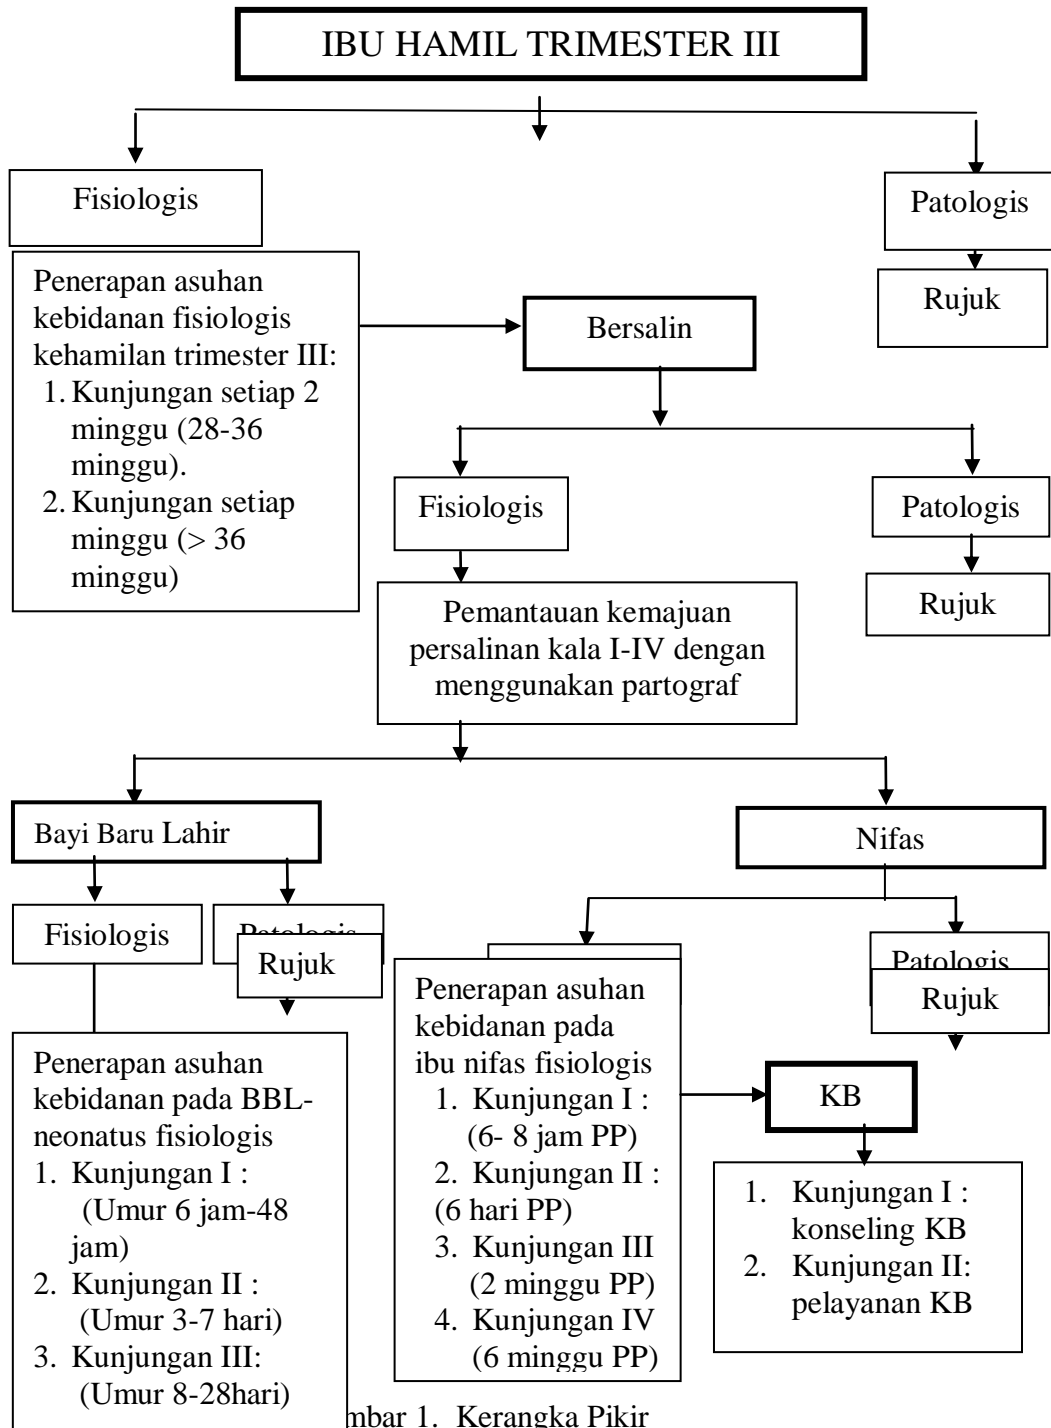 IBU HAMIL TRIMESTER III
Fisiologis
Patologis
Rujuk
Penerapan asuhan
kebidanan fisiologis
kehamilan trimester III:
1. Kunjungan setiap 2
minggu (28-36
minggu).
2. Kunjungan setiap
minggu (> 36
minggu)
Bersalin
Fisiologis
Patologis
Rujuk
Pemantauan kemajuan
persalinan kala I-IV dengan
menggunakan partograf
Bayi Baru Lahir
Nifas
Fisiologis
Patologis
Rujuk
Patologis
Rujuk
Penerapan asuhan
kebidanan pada BBL-
neonatus fisiologis
1. Kunjungan I :
(Umur 6 jam-48
jam)
2. Kunjungan II :
(Umur 3-7 hari)
3. Kunjungan III:
(Umur 8-28hari)
Penerapan asuhan
kebidanan pada
ibu nifas fisiologis
1. Kunjungan I :
(6- 8 jam PP)
2. Kunjungan II :
(6 hari PP)
3. Kunjungan III
(2 minggu PP)
4. Kunjungan IV
(6 minggu PP)
KB
1. Kunjungan I :
konseling KB
2. Kunjungan II:
pelayanan KB
mbar 1. Kerangka Pikir